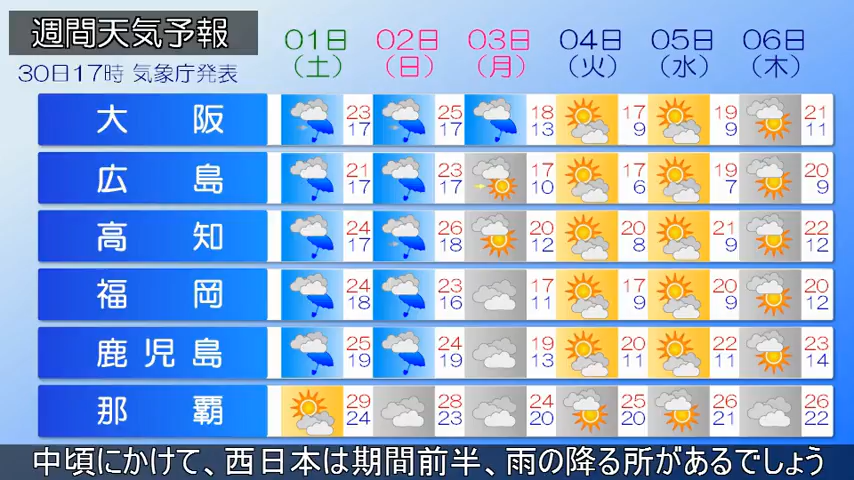 週間天気予報
30日17時 気象庁発表
01日 02日 03日 04日 05日 06日
(土) (日) (月) (火) (水) (木)
大阪 23 17 25 17 18 13 17 9 19 9 21 11
広島 21 17 23 17 17 10 17 6 19 7 20 9
高知 24 17 26 18 20 12 20 8 21 9 22 12
福岡 24 18 23 16 17 11 17 9 20 9 20 12
鹿児島 25 19 24 19 19 13 20 11 22 11 23 14
那覇 29 24 28 23 24 20 25 20 26 21 26 22
中頃にかけて、西日本は期間前半、雨の降る所があるでしょう